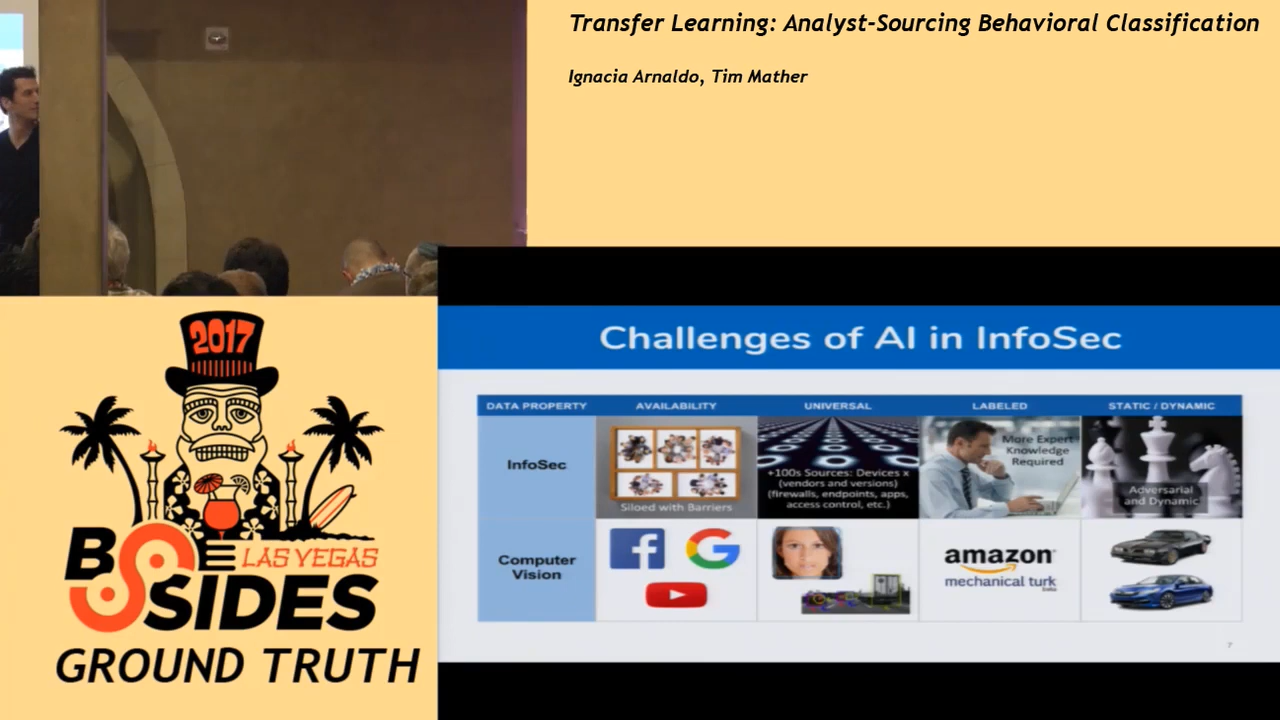 Transfer Learning: Analyst-Sourcing Behavioral Classification
Ignacia Arnaldo, Tim Mather
2017
BSIDES
LAS VEGAS
GROUND TRUTH
Challenges of AI in InfoSec
DATA PROPERTY AVAILABILITY UNIVERSAL LABELED STATIC / DYNAMIC
InfoSec
Siloed with Barriers
+100s Sources: Devices x
(vendors and versions)
(firewalls, endpoints, apps,
access control, etc.)
More Expert
Knowledge
Required
Adversarial
and Dynamic
Computer
Vision
amazon
mechanical turk
7